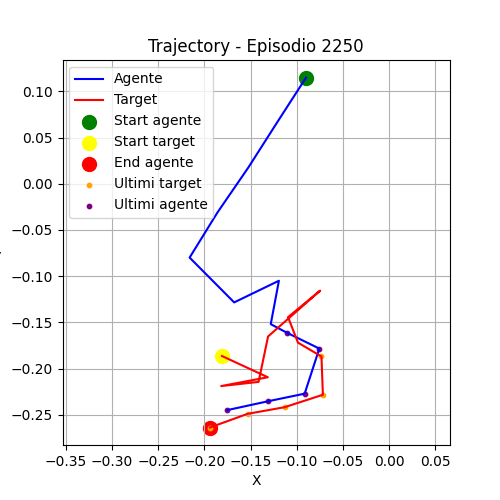 Trajectory - Episodio 2250
Agente
Target
Start agente
Start target
End agente
Ultimi target
Ultimi agente
0.10
0.05
0.00
−0.05
−0.10
−0.15
−0.20
−0.25
−0.35 −0.30 −0.25 −0.20 −0.15 −0.10 −0.05 0.00 0.05
X